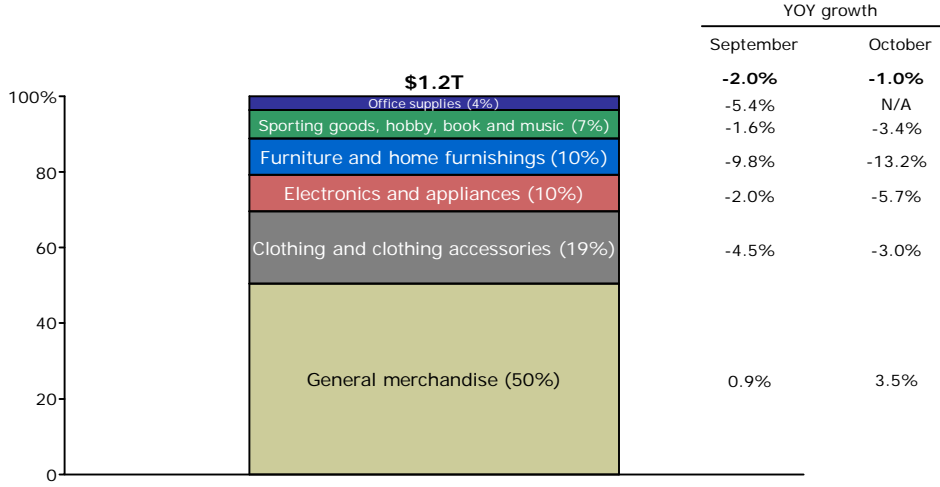 YOY growth
September October
$1.2T -2.0% -1.0%
100% Office supplies (4%) -5.4% N/A
Sporting goods, hobby, book and music (7%) -1.6% -3.4%
Furniture and home furnishings (10%) -9.8% -13.2%
80
Electronics and appliances (10%) -2.0% -5.7%
60 Clothing and clothing accessories (19%) -4.5% -3.0%
40
General merchandise (50%) 0.9% 3.5%
20
0